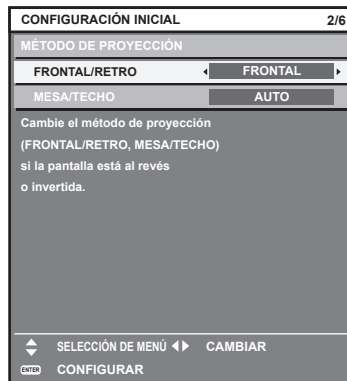 CONFIGURACIÓN INICIAL 2/6
MÉTODO DE PROYECCIÓN
FRONTAL/RETRO FRONTAL
MESA/TECHO AUTO
Cambie el método de proyección
(FRONTAL/RETRO, MESA/TECHO)
si la pantalla está al revés
o invertida.
SELECCIÓN DE MENÚ CAMBIAR
ENTER CONFIGURAR